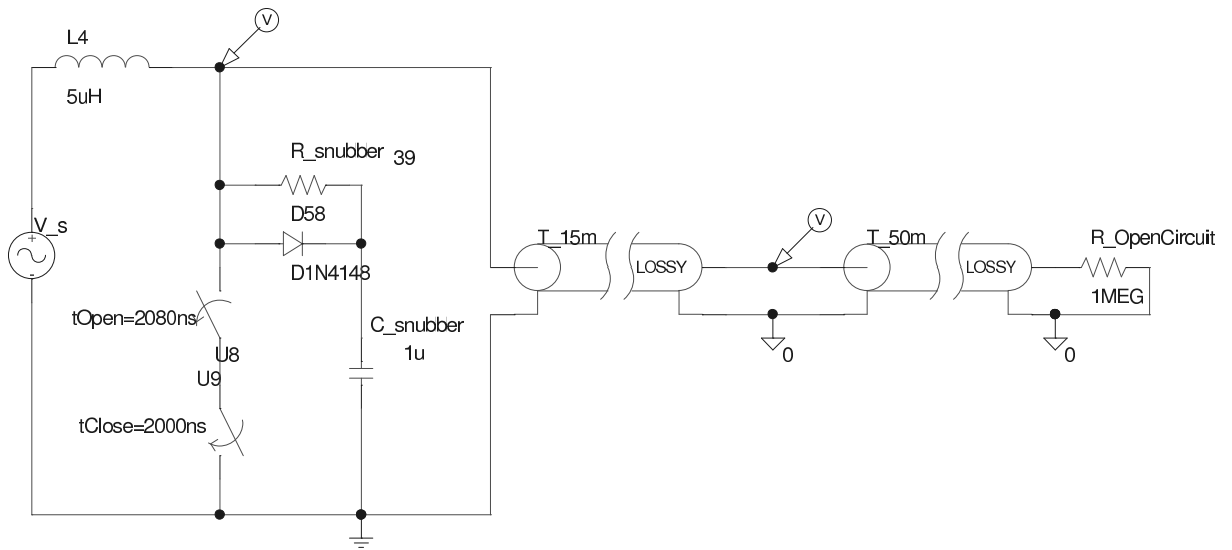 V
L4
5uH
R_snubber 39
D58
D1N4148
V_s
+
-
tOpen=2080ns
U8
U9
tClose=2000ns
C_snubber
1u
T_15m
LOSSY
V
T_50m
LOSSY
R_OpenCircuit
1MEG
0
0